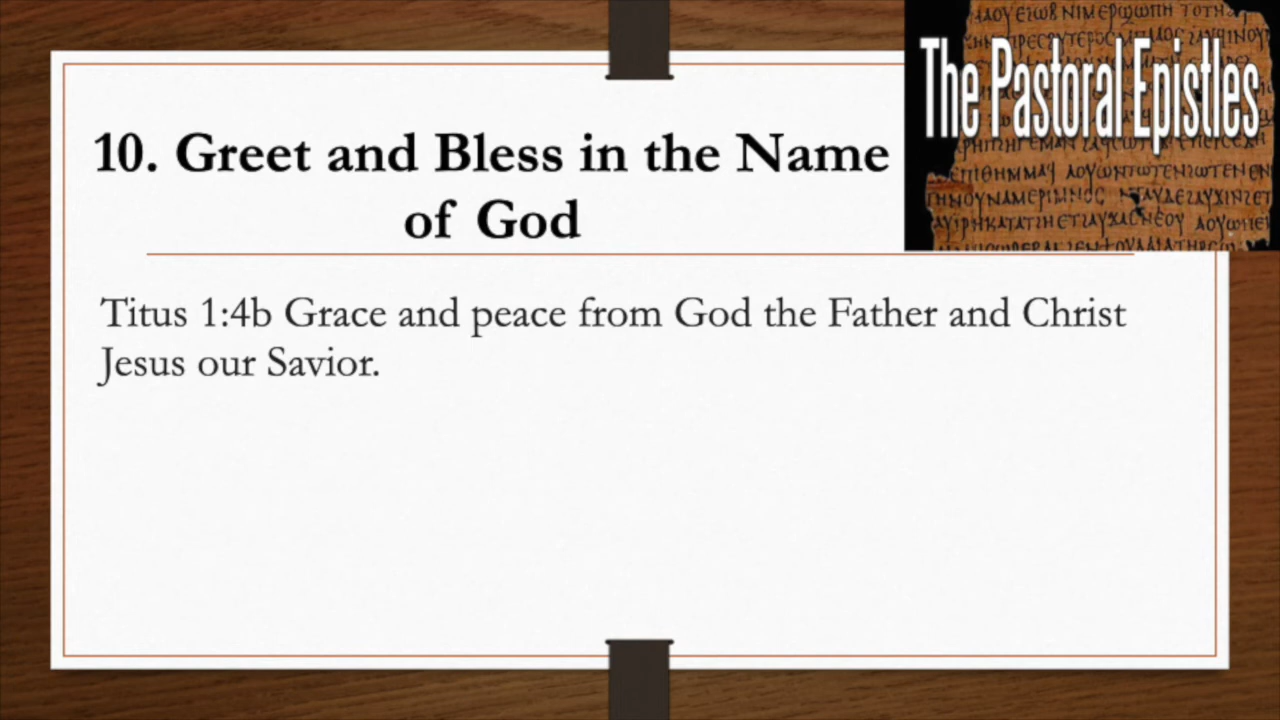 The Pastoral Epistles
10. Greet and Bless in the Name
of God
Titus 1:4b Grace and peace from God the Father and Christ
Jesus our Savior.